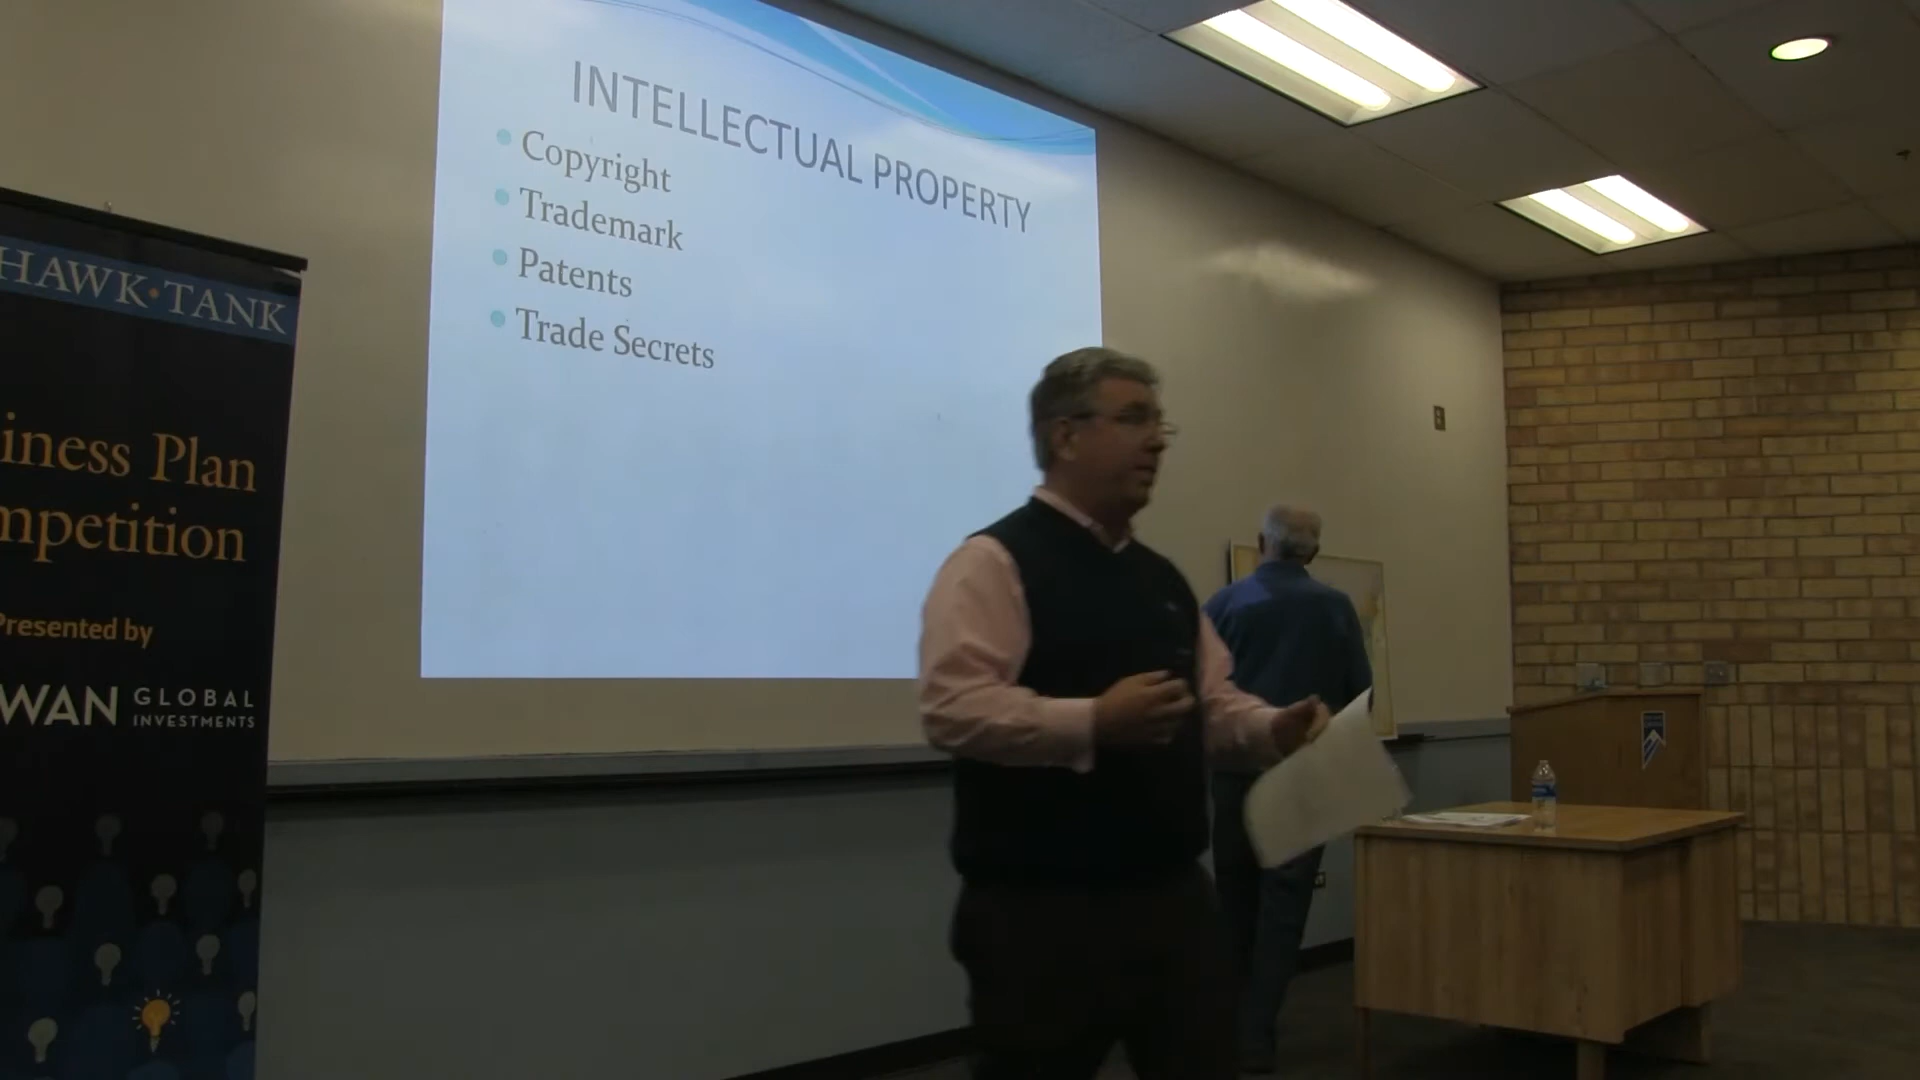 INTELLECTUAL PROPERTY
Copyright
Trademark
Patents
Trade Secrets
HAWK·TANK
iness Plan
mpetition
Presented by
WAN GLOBAL
INVESTMENTS